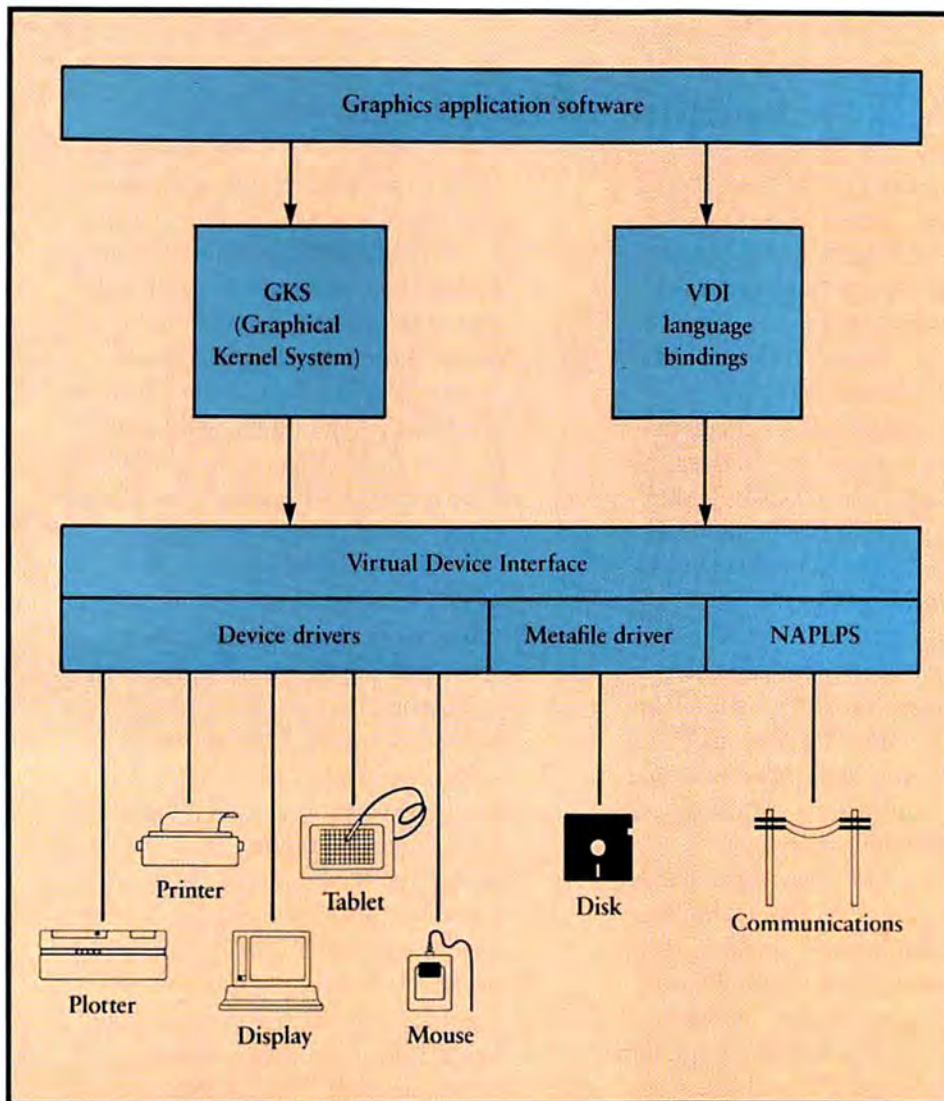 Graphics application software
GKS
(Graphical
Kernel System)
VDI
language
bindings
Virtual Device Interface
Device drivers
Metafile driver
NAPLPS
Printer
Tablet
Disk
Communications
Plotter
Display
Mouse